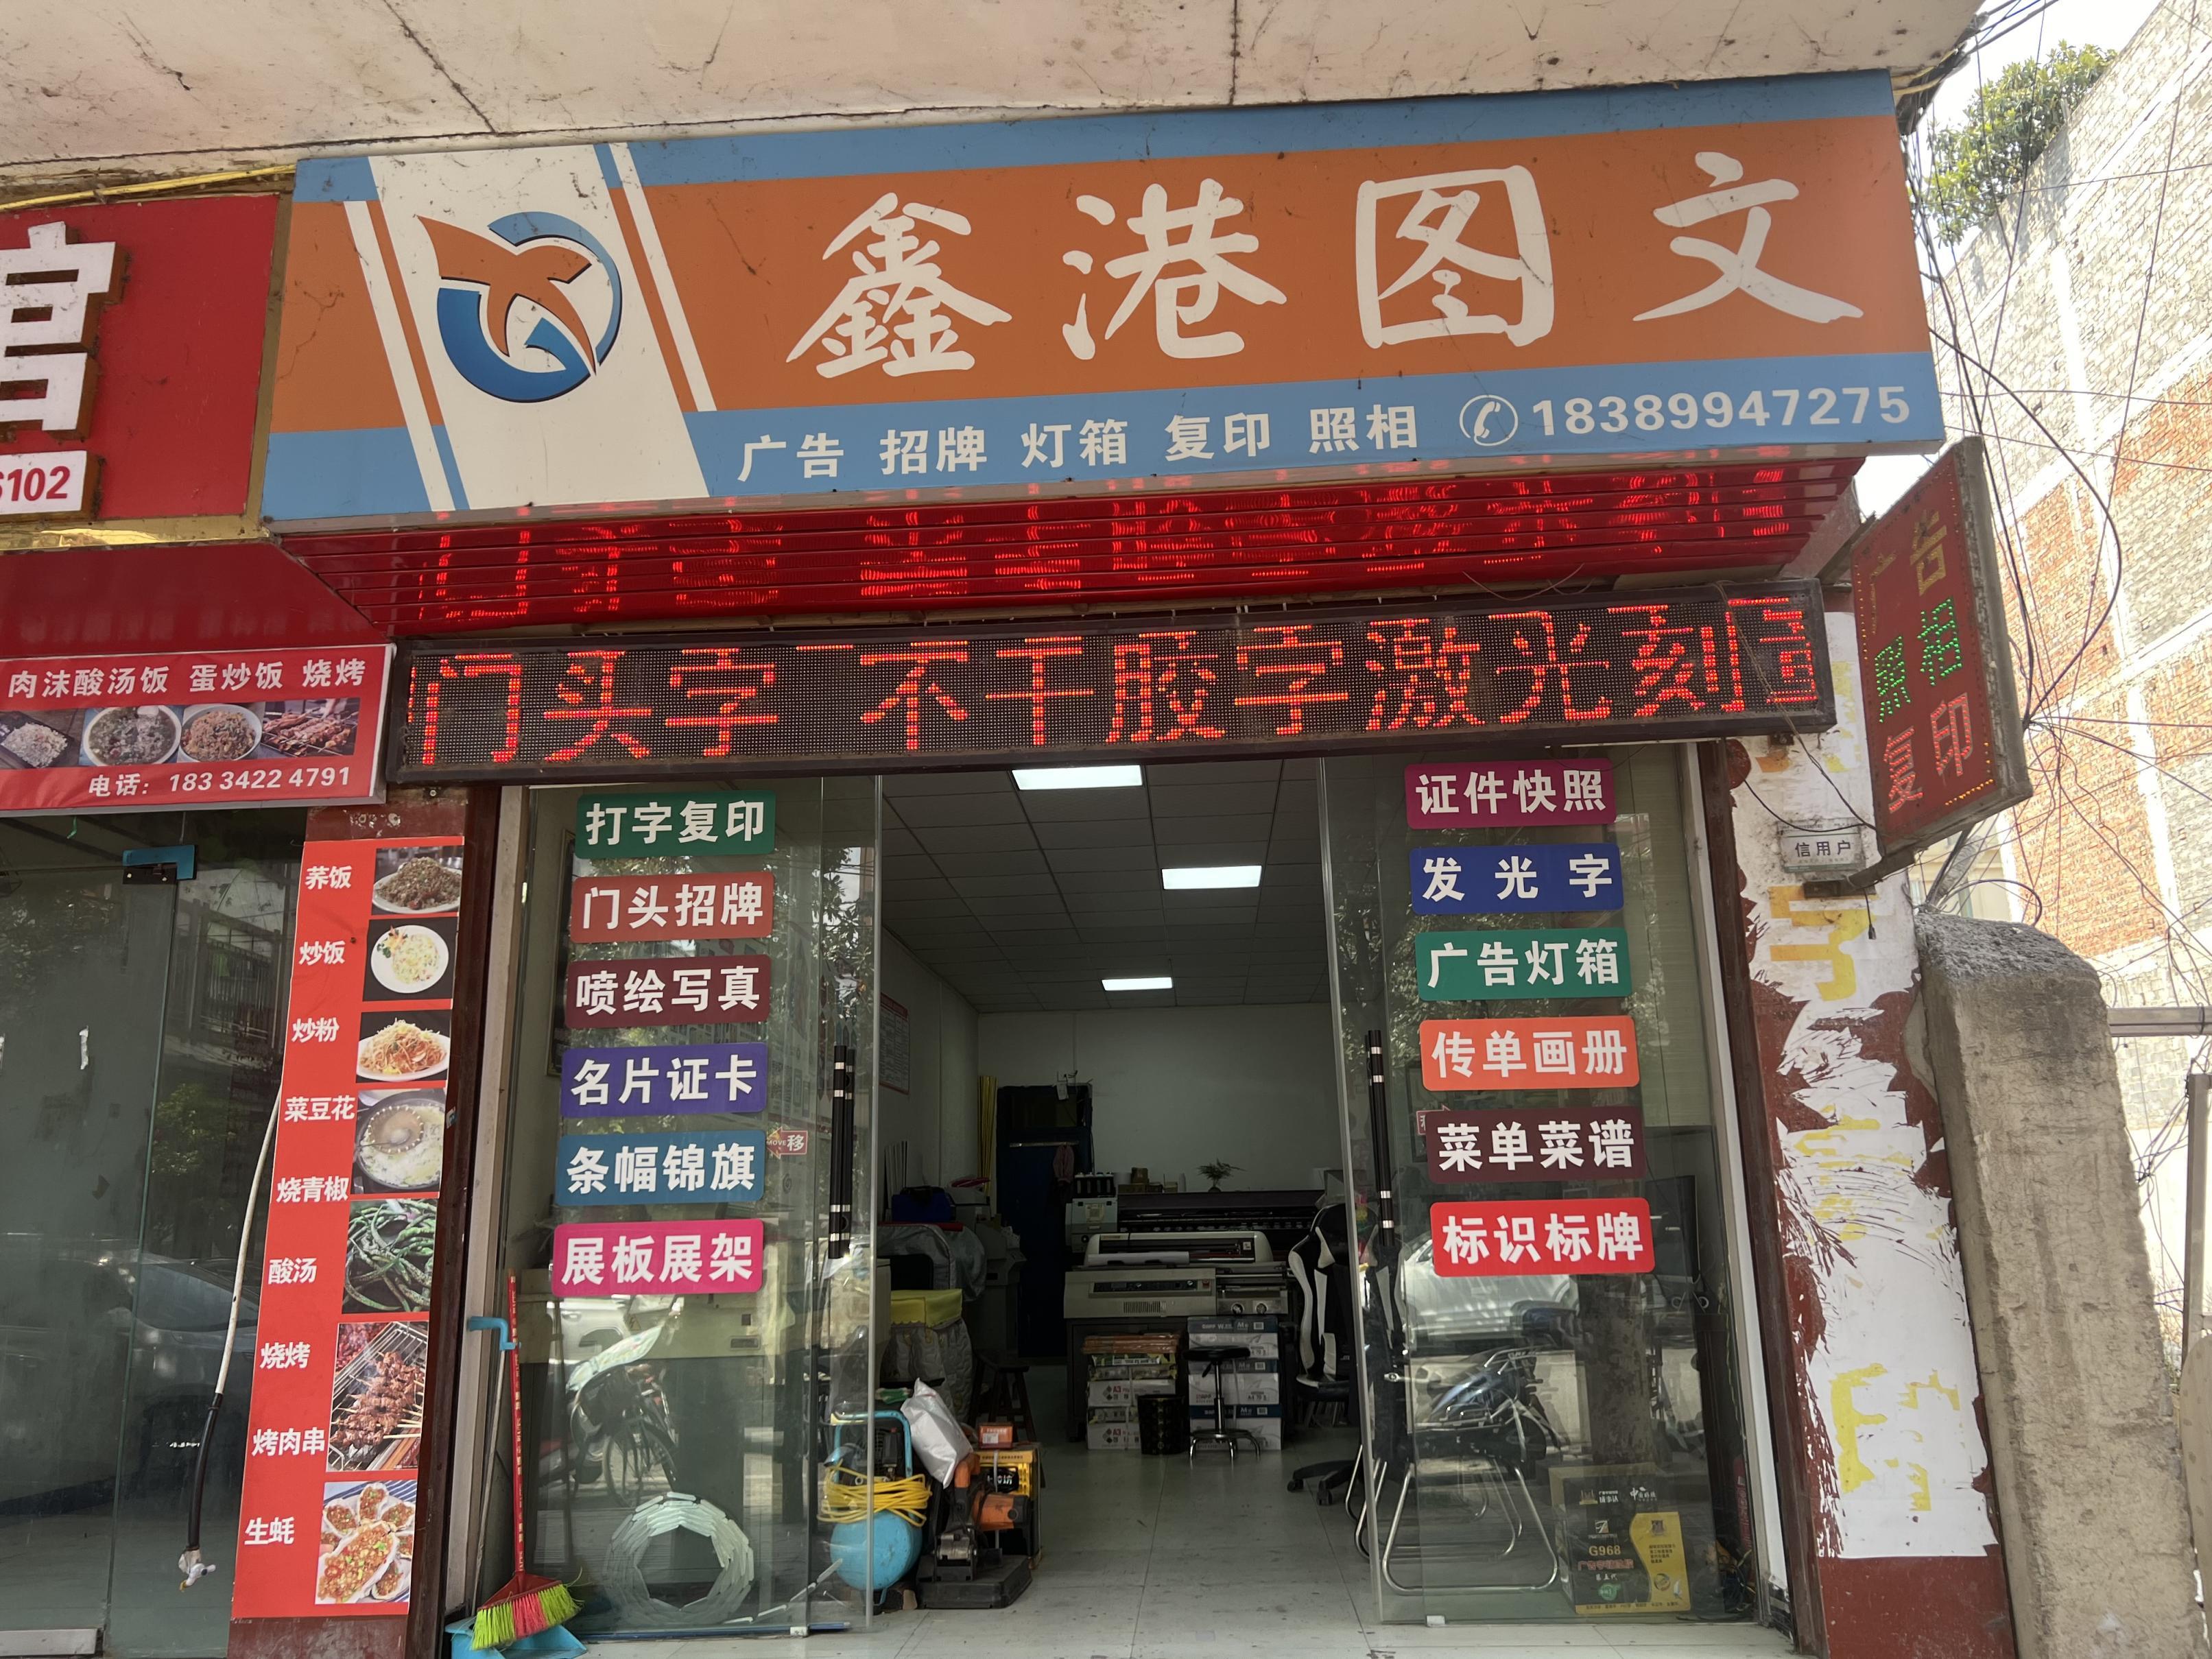 鑫港图文
广告 招牌 灯箱 复印 照相 18389947275
馆
6102
门头字 不干胶字激光刻
广告
照相
复印
肉沫酸汤饭 蛋炒饭 烧烤
电话：183 3422 4791
荞饭
炒饭
炒粉
菜豆花
烧青椒
酸汤
烧烤
烤肉串
生蚝
打字复印
门头招牌
喷绘写真
名片证卡
条幅锦旗
展板展架
移
证件快照
发光字
广告灯箱
传单画册
菜单菜谱
标识标牌
信用户
字
印
G968